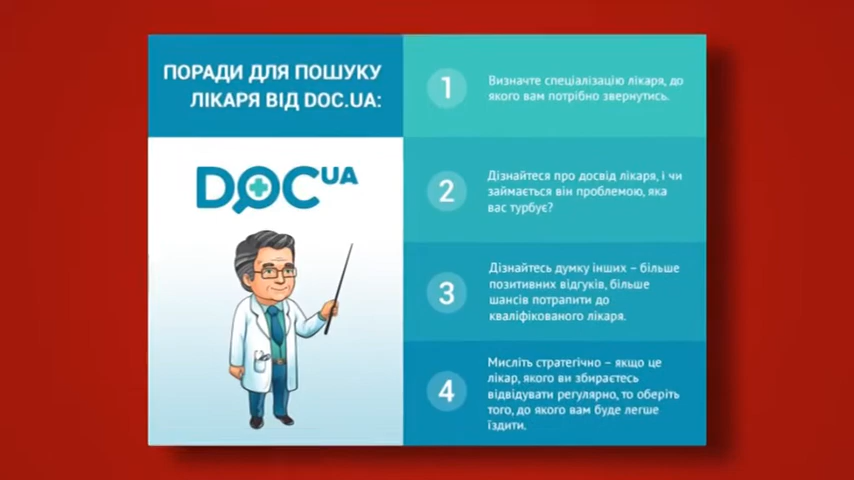 ПОРАДИ ДЛЯ ПОШУКУ
ЛІКАРЯ ВІД DOC.UA:
DOC UA
1
Визначте спеціалізацію лікаря, до
якого вам потрібно звернутись.
2
Дізнайтеся про досвід лікаря, і чи
займається він проблемою, яка
вас турбує?
3
Дізнайтесь думку інших – більше
позитивних відгуків, більше
шансів потрапити до
кваліфікованого лікаря.
4
Мисліть стратегічно – якщо це
лікар, якого ви збираєтесь
відвідувати регулярно, то оберіть
того, до якого вам буде легше
їздити.